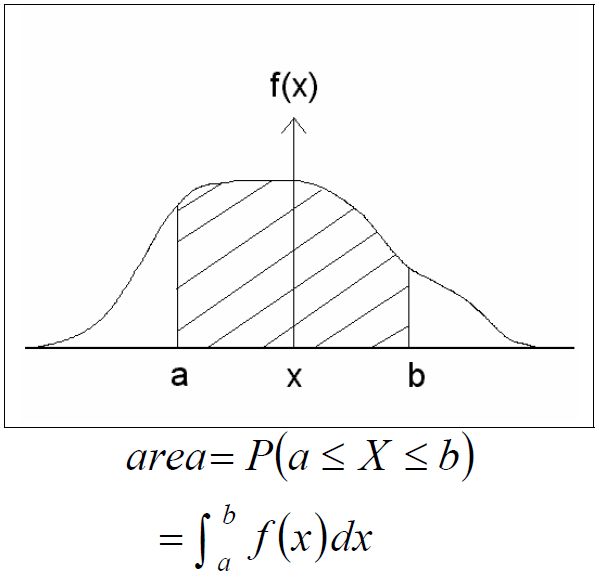 f(x)
a x b
area= P(a ≤ X ≤ b)
= ∫_a^b f(x)dx